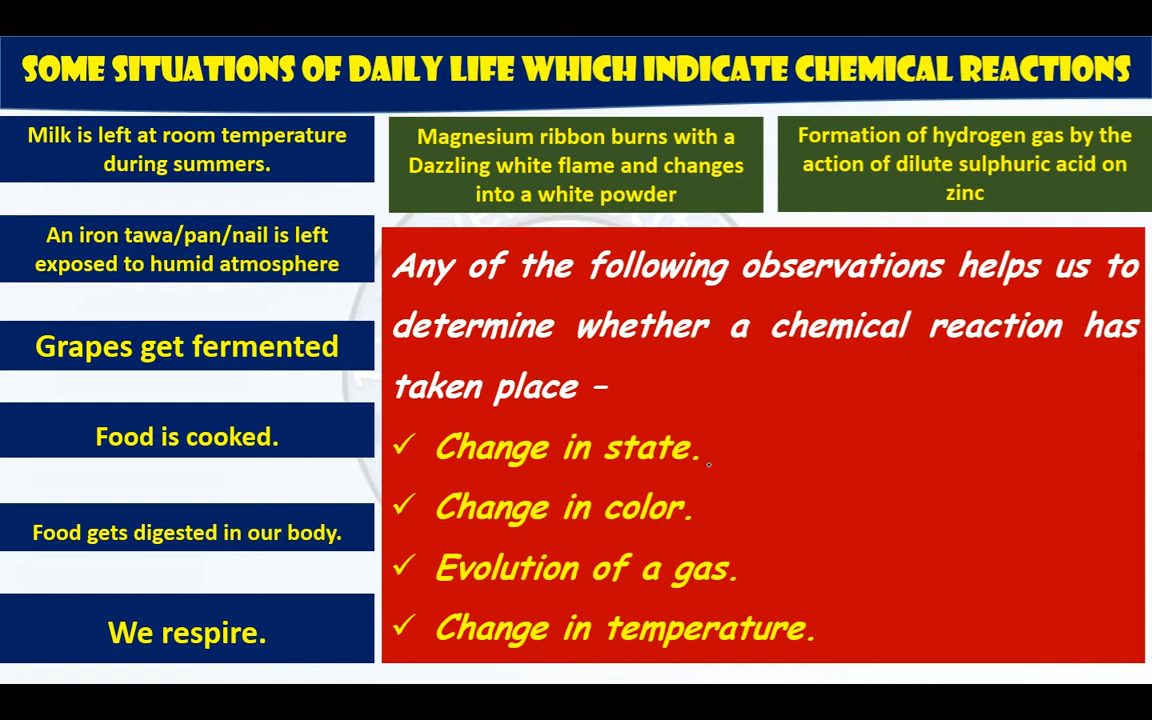 SOME SITUATIONS OF DAILY LIFE WHICH INDICATE CHEMICAL REACTIONS
Milk is left at room temperature
during summers.
An iron tawa/pan/nail is left
exposed to humid atmosphere
Grapes get fermented
Food is cooked.
Food gets digested in our body.
We respire.
Magnesium ribbon burns with a
Dazzling white flame and changes
into a white powder
Formation of hydrogen gas by the
action of dilute sulphuric acid on
zinc
Any of the following observations helps us to
determine whether a chemical reaction has
taken place –
✓ Change in state.
✓ Change in color.
✓ Evolution of a gas.
✓ Change in temperature.